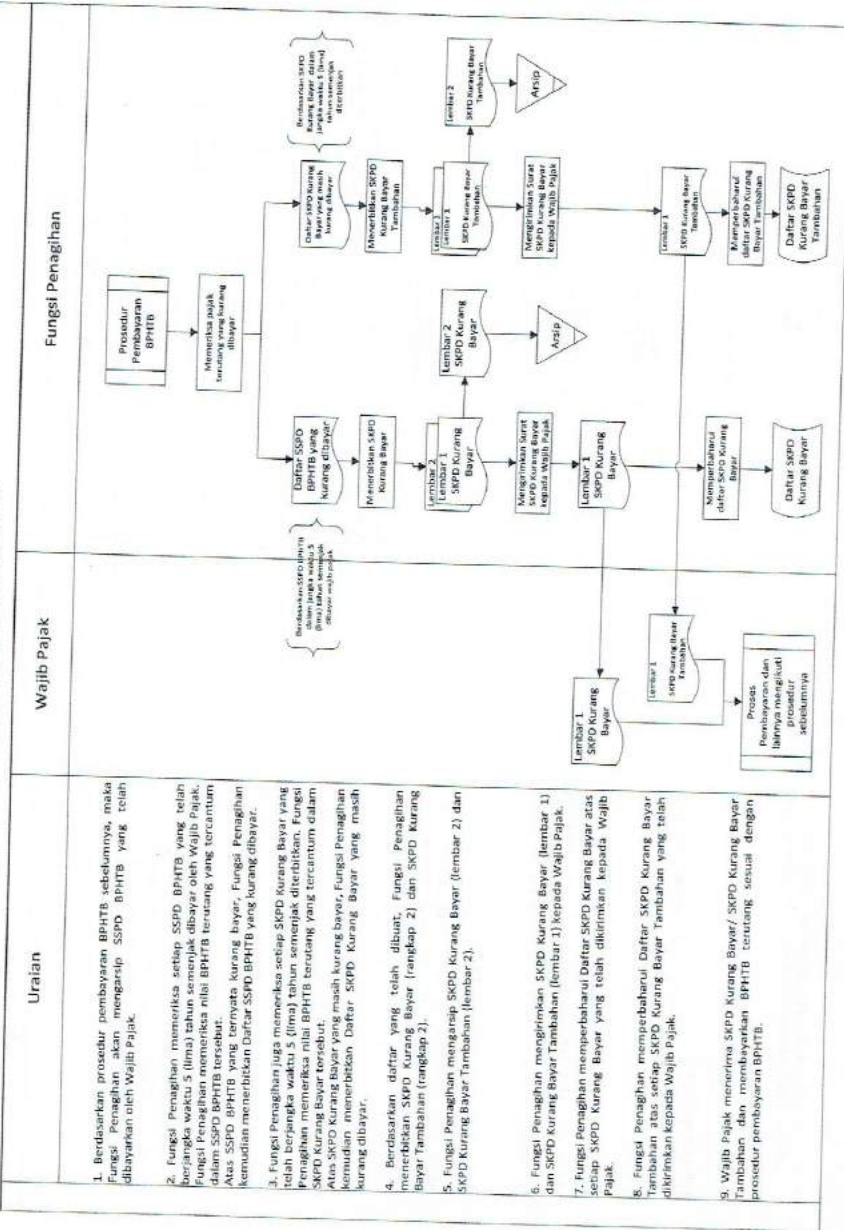 Uraian
Wajib Pajak
Fungsi Penagihan
1. Berdasarkan prosedur pembayaran BPHTB sebelumnya, maka
Fungsi Penagihan akan mengarsip SSPD BPHTB yang telah
dibayarkan oleh Wajib Pajak.
2. Fungsi Penagihan memeriksa setiap SSPD BPHTB yang telah
berjangka waktu 5 (lima) tahun semenjak dibayar oleh Wajib Pajak.
Fungsi Penagihan memeriksa nilai BPHTB terutang yang tercantum
dalam SSPD BPHTB tersebut.
Atas SSPD BPHTB yang ternyata kurang bayar, Fungsi Penagihan
kemudian menerbitkan Daftar SSPD BPHTB yang kurang dibayar.
3. Fungsi Penagihan juga memeriksa setiap SKPD Kurang Bayar yang
telah berjangka waktu 5 (lima) tahun semenjak diterbitkan. Fungsi
Penagihan memeriksa nilai BPHTB terutang yang tercantum dalam
SKPD Kurang Bayar tersebut.
Atas SKPD Kurang Bayar yang masih kurang bayar, Fungsi Penagihan
kemudian menerbitkan Daftar SKPD Kurang Bayar yang masih
kurang dibayar.
4. Berdasarkan daftar yang telah dibuat, Fungsi Penagihan
menerbitkan SKPD Kurang Bayar (rangkap 2) dan SKPD Kurang
Bayar Tambahan (rangkap 2).
5. Fungsi Penagihan mengarsip SKPD Kurang Bayar (lembar 2) dan
SKPD Kurang Bayar Tambahan (lembar 2).
6. Fungsi Penagihan mengirimkan SKPD Kurang Bayar (lembar 1)
dan SKPD Kurang Bayar Tambahan (lembar 1) kepada Wajib Pajak.
7. Fungsi Penagihan memperbaharui Daftar SKPD Kurang Bayar atas
setiap SKPD Kurang Bayar yang telah dikirimkan kepada Wajib
Pajak.
8. Fungsi Penagihan memperbaharui Daftar SKPD Kurang Bayar
Tambahan atas setiap SKPD Kurang Bayar Tambahan yang telah
dikirimkan kepada Wajib Pajak.
9. Wajib Pajak menerima SKPD Kurang Bayar/ SKPD Kurang Bayar
Tambahan dan membayarkan BPHTB terutang sesuai dengan
prosedur pembayaran BPHTB.
Prosedur
Pembayaran
BPHTB
Memeriksa pajak
terutang yang kurang
dibayar
Berdasarkan SSPD BPHTB
dalam jangka waktu 5
(lima) tahun semenjak
dibayar wajib pajak
Daftar SSPD
BPHTB yang
kurang dibayar
Daftar SKPD Kurang
Bayar yang masih
kurang dibayar
Berdasarkan SKPD
Kurang Bayar dalam
jangka waktu 5 (lima)
tahun semenjak
diterbitkan
Menerbitkan SKPD
Kurang Bayar
Menerbitkan SKPD
Kurang Bayar
Tambahan
Lembar 2
Lembar 1
SKPD Kurang
Bayar
Lembar 2
SKPD Kurang
Bayar
Arsip
Lembar 2
Lembar 1
SKPD Kurang Bayar
Tambahan
Lembar 2
SKPD Kurang Bayar
Tambahan
Arsip
Mengirimkan Surat
SKPD Kurang Bayar
kepada Wajib Pajak
Mengirimkan Surat
SKPD Kurang Bayar
kepada Wajib Pajak
Lembar 1
SKPD Kurang
Bayar
Lembar 1
SKPD Kurang
Bayar
Lembar 1
SKPD Kurang Bayar
Tambahan
Lembar 1
SKPD Kurang Bayar
Tambahan
Memperbaharui
daftar SKPD Kurang
Bayar
Memperbaharui
daftar SKPD Kurang
Bayar Tambahan
Proses
Pembayaran dan
lainnya mengikuti
prosedur
sebelumnya
Daftar SKPD
Kurang Bayar
Daftar SKPD
Kurang Bayar
Tambahan